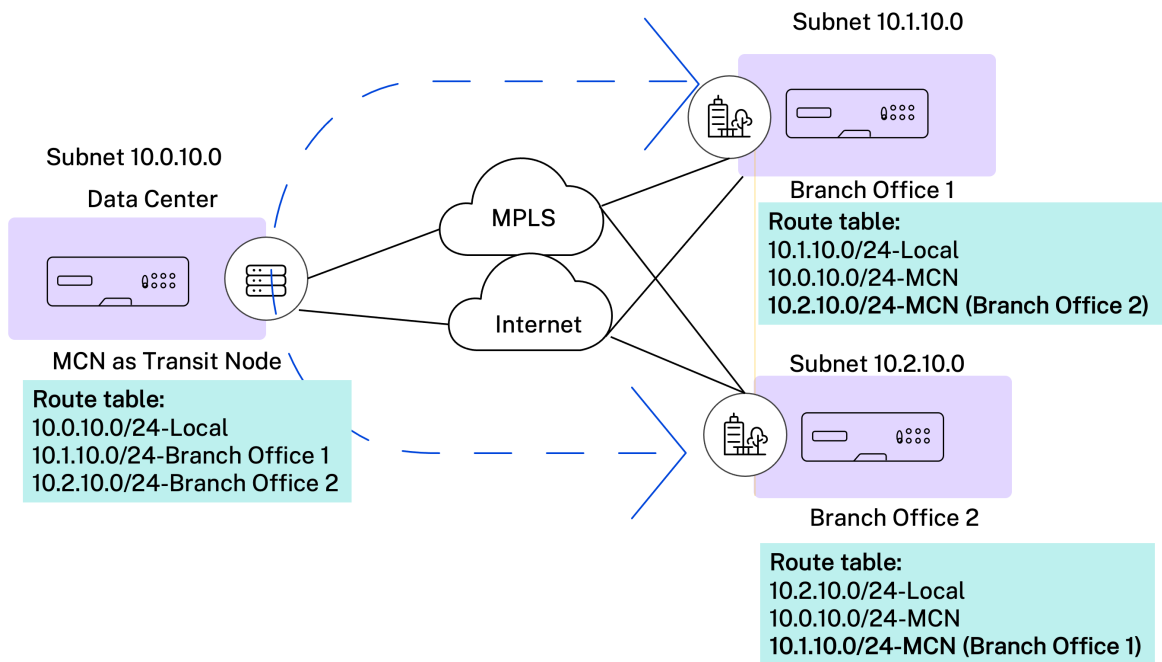 Subnet 10.0.10.0
Data Center
MCN as Transit Node
Route table:
10.0.10.0/24-Local
10.1.10.0/24-Branch Office 1
10.2.10.0/24-Branch Office 2
MPLS
Internet
Subnet 10.1.10.0
Branch Office 1
Route table:
10.1.10.0/24-Local
10.0.10.0/24-MCN
10.2.10.0/24-MCN (Branch Office 2)
Subnet 10.2.10.0
Branch Office 2
Route table:
10.2.10.0/24-Local
10.0.10.0/24-MCN
10.1.10.0/24-MCN (Branch Office 1)